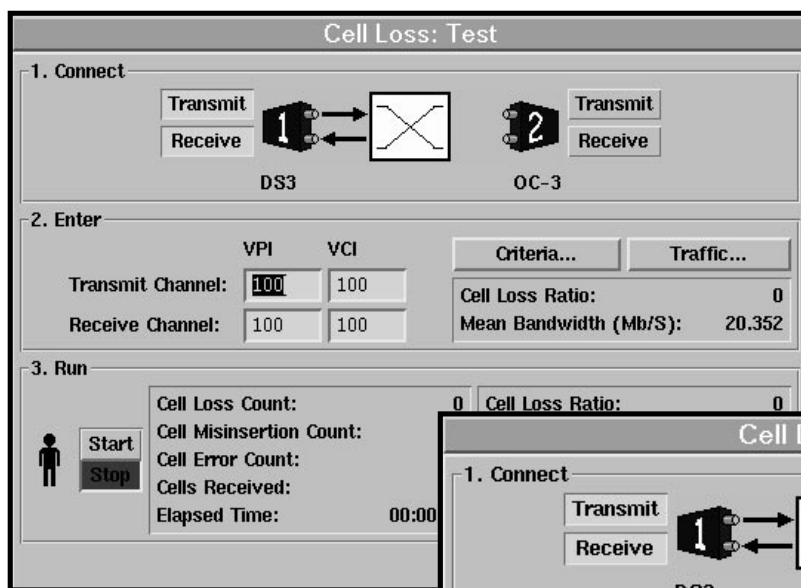 Cell Loss: Test
1. Connect
Transmit
Receive
1
DS3
2
OC-3
Transmit
Receive
2. Enter
VPI VCI
Transmit Channel: 100 100
Receive Channel: 100 100
Criteria... Traffic...
Cell Loss Ratio: 0
Mean Bandwidth (Mb/S): 20.352
3. Run
Start
Stop
Cell Loss Count: 0
Cell Misinsertion Count:
Cell Error Count:
Cells Received:
Elapsed Time: 00:00
Cell Loss Ratio: 0
Cell
1. Connect
Transmit
Receive
1